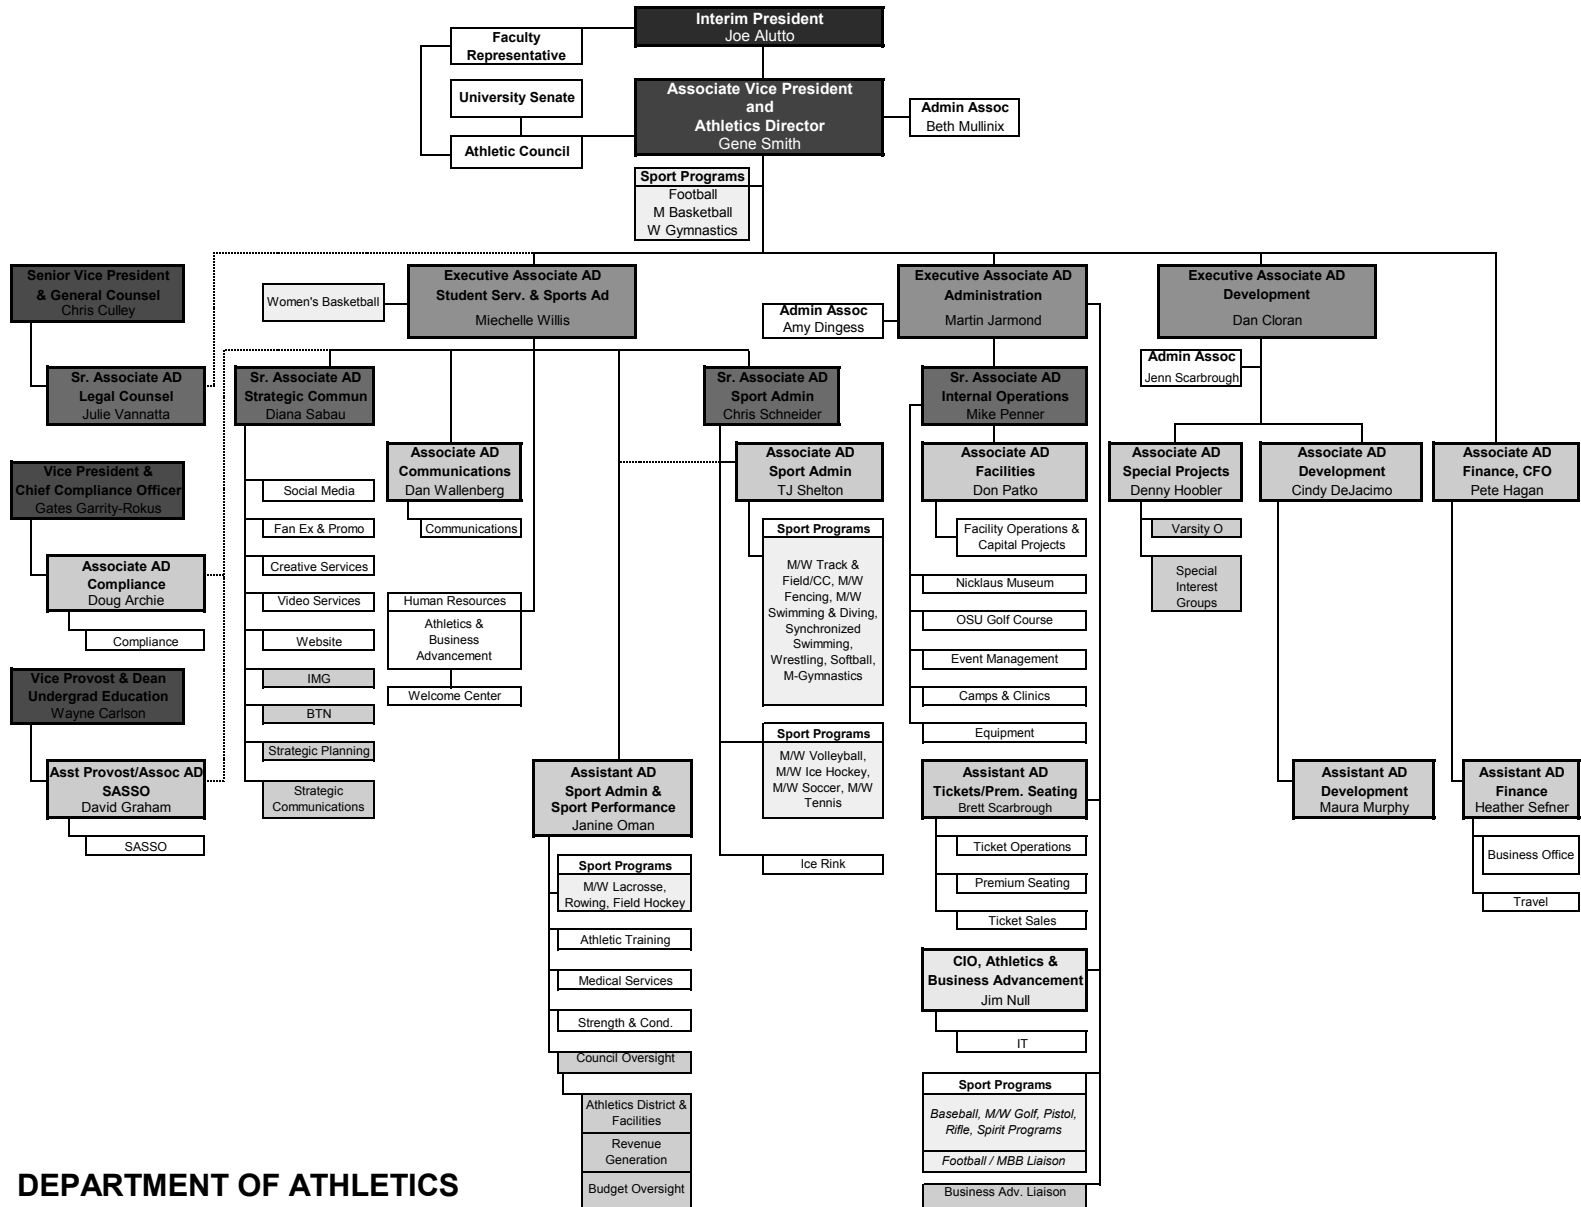 Interim President
Joe Alutto
Faculty
Representative
University Senate
Athletic Council
Associate Vice President
and
Athletics Director
Gene Smith
Admin Assoc
Beth Mullinix
Sport Programs
Football
M Basketball
W Gymnastics
Senior Vice President
& General Counsel
Chris Culley
Sr. Associate AD
Legal Counsel
Julie Vannatta
Vice President &
Chief Compliance Officer
Gates Garrity-Rokus
Associate AD
Compliance
Doug Archie
Compliance
Vice Provost & Dean
Undergrad Education
Wayne Carlson
Asst Provost/Assoc AD
SASSO
David Graham
SASSO
Women's Basketball
Executive Associate AD
Student Serv. & Sports Ad
Miechelle Willis
Sr. Associate AD
Strategic Commun
Diana Sabau
Social Media
Fan Ex & Promo
Creative Services
Video Services
Website
IMG
BTN
Strategic Planning
Strategic
Communications
Associate AD
Communications
Dan Wallenberg
Communications
Human Resources
Athletics &
Business
Advancement
Welcome Center
Assistant AD
Sport Admin &
Sport Performance
Janine Oman
Sport Programs
M/W Lacrosse,
Rowing, Field Hockey
Athletic Training
Medical Services
Strength & Cond.
Council Oversight
Athletics District &
Facilities
Revenue
Generation
Budget Oversight
Sr. Associate AD
Sport Admin
Chris Schneider
Associate AD
Sport Admin
TJ Shelton
Sport Programs
M/W Track &
Field/CC, M/W
Fencing, M/W
Swimming & Diving,
Synchronized
Swimming,
Wrestling, Softball,
M-Gymnastics
Sport Programs
M/W Volleyball,
M/W Ice Hockey,
M/W Soccer, M/W
Tennis
Ice Rink
Executive Associate AD
Administration
Martin Jarmond
Admin Assoc
Amy Dingess
Sr. Associate AD
Internal Operations
Mike Penner
Associate AD
Facilities
Don Patko
Facility Operations &
Capital Projects
Nicklaus Museum
OSU Golf Course
Event Management
Camps & Clinics
Equipment
Assistant AD
Tickets/Prem. Seating
Brett Scarbrough
Ticket Operations
Premium Seating
Ticket Sales
CIO, Athletics &
Business Advancement
Jim Null
IT
Sport Programs
Baseball, M/W Golf, Pistol,
Rifle, Spirit Programs
Football / MBB Liaison
Business Adv. Liaison
Executive Associate AD
Development
Dan Cloran
Admin Assoc
Jenn Scarbrough
Associate AD
Special Projects
Denny Hoobler
Varsity O
Special
Interest
Groups
Associate AD
Development
Cindy DeJacimo
Assistant AD
Development
Maura Murphy
Associate AD
Finance, CFO
Pete Hagan
Assistant AD
Finance
Heather Sefner
Business Office
Travel
DEPARTMENT OF ATHLETICS